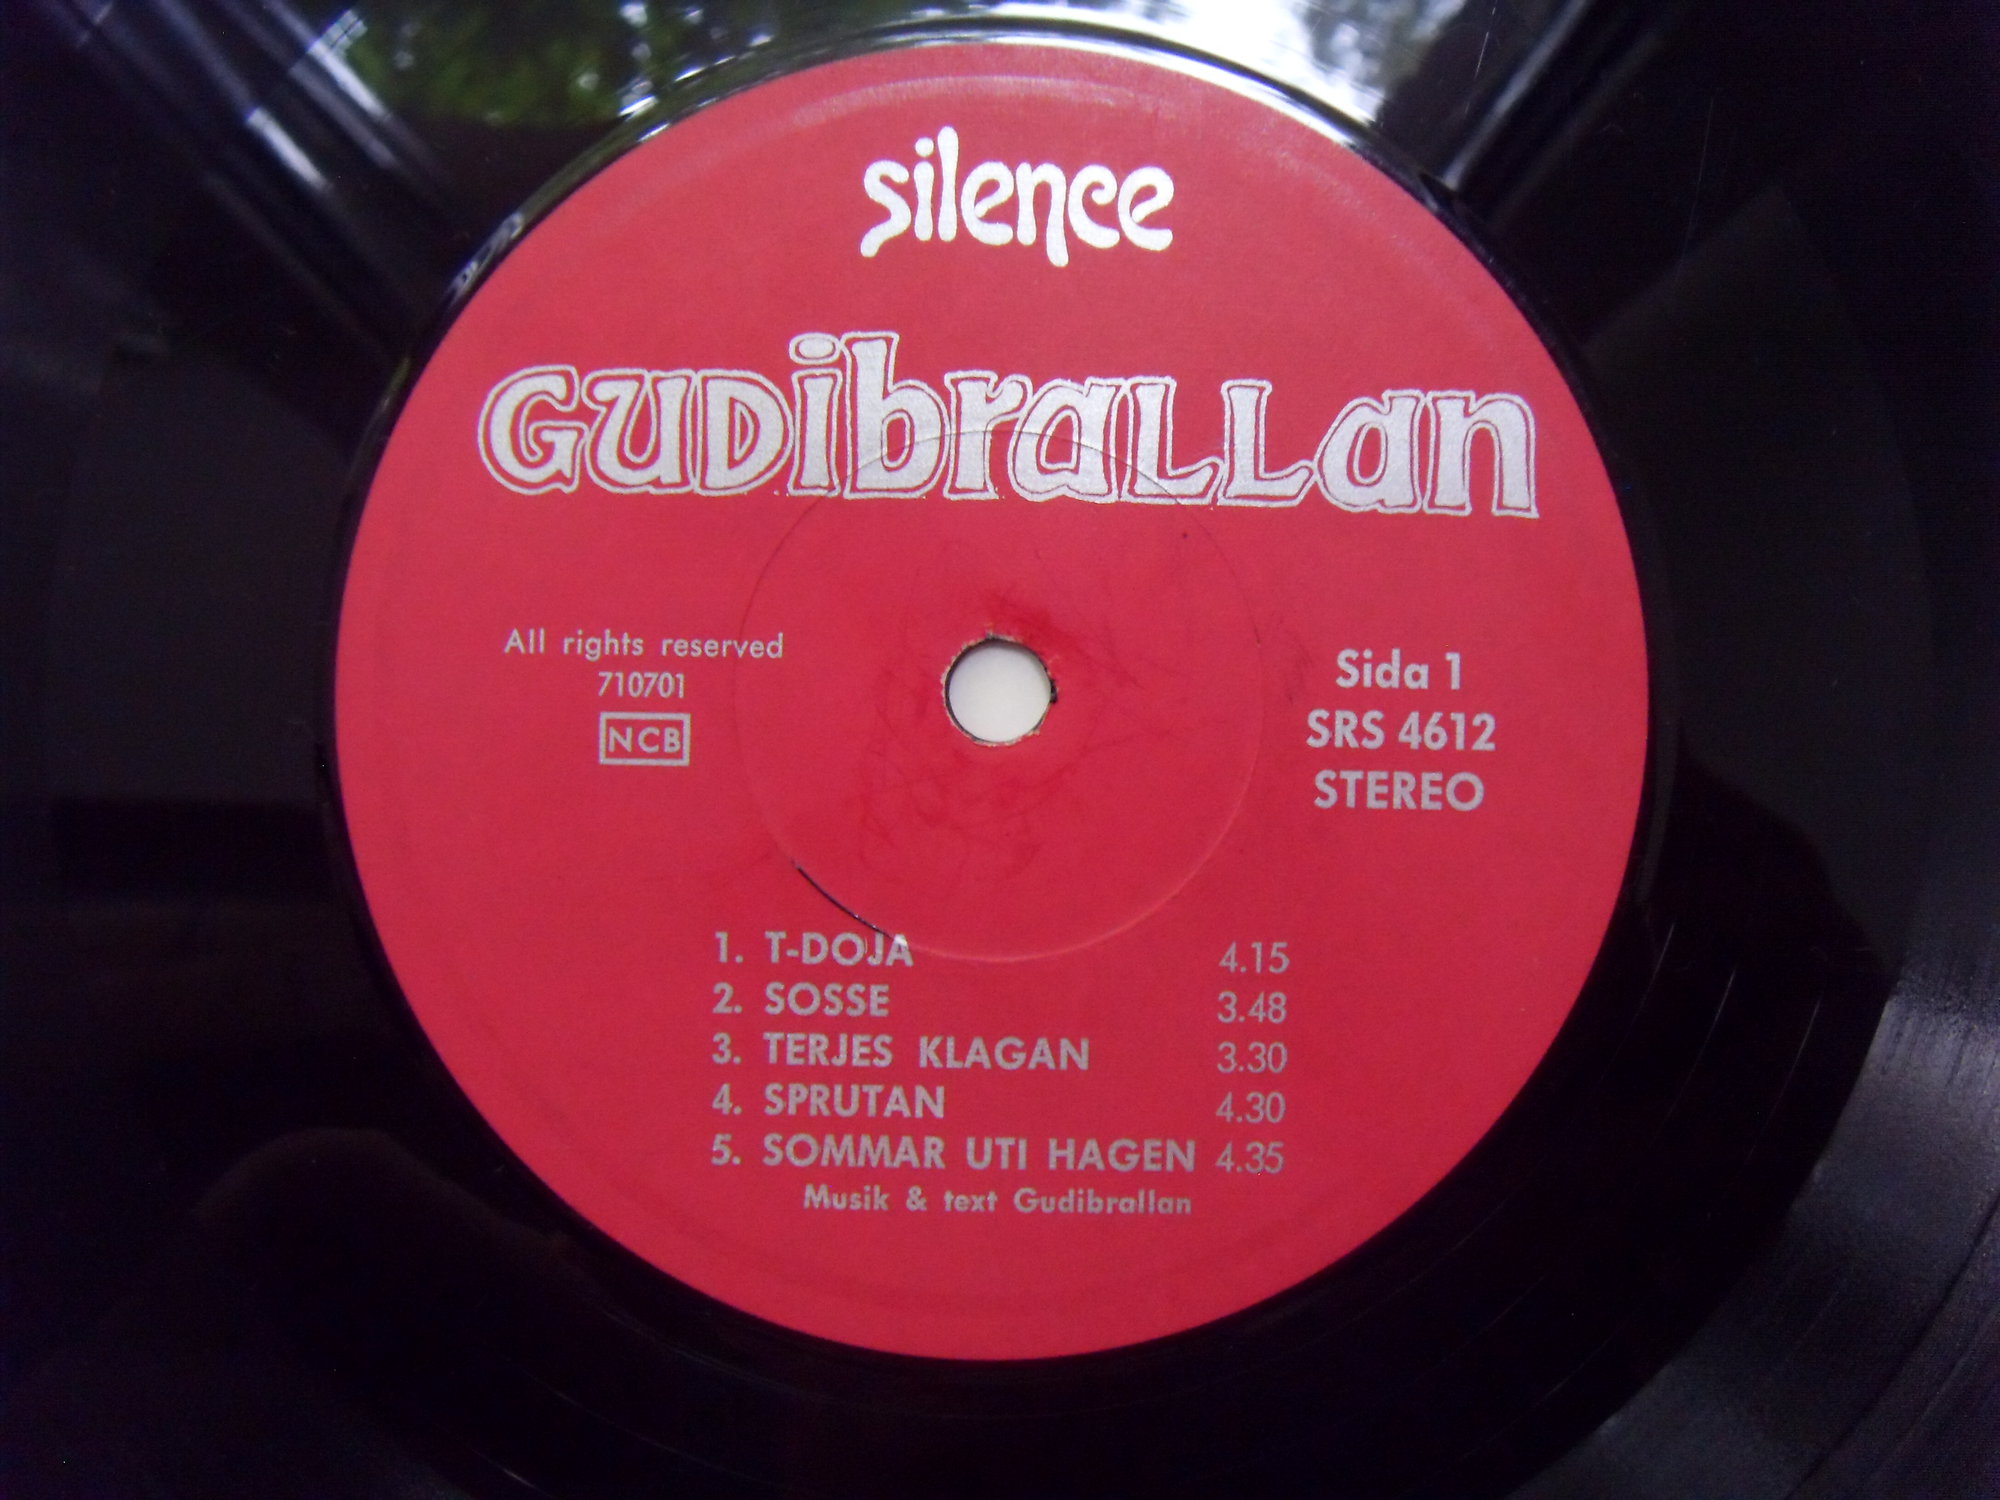 silence
GUDibraLLan
All rights reserved
710701
NCB
Sida 1
SRS 4612
STEREO
1. T-DOJA 4.15
2. SOSSE 3.48
3. TERJES KLAGAN 3.30
4. SPRUTAN 4.30
5. SOMMAR UTI HAGEN 4.35
Musik & text Gudibrallan